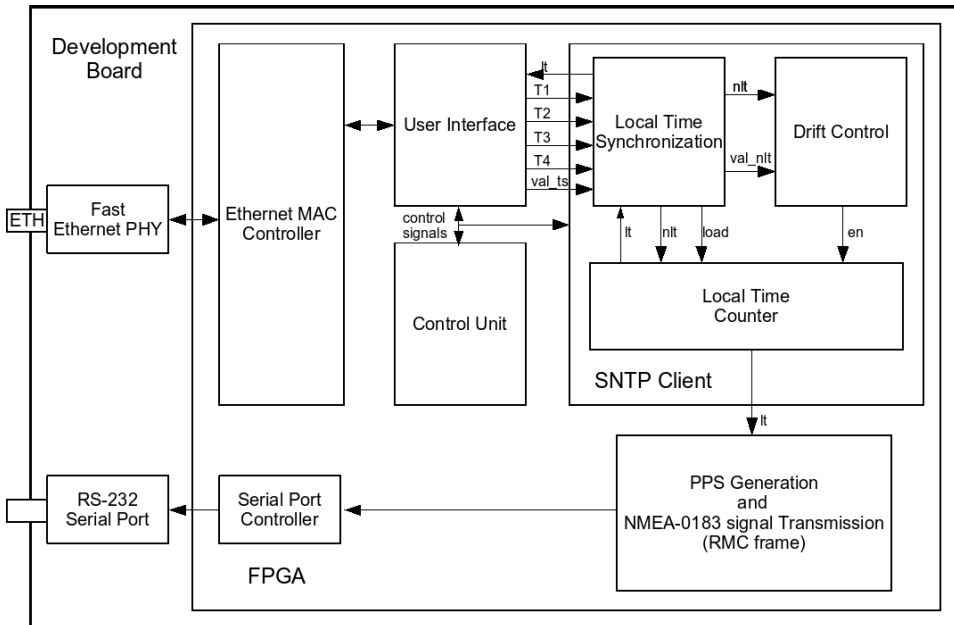 Development
Board
ETH
Fast
Ethernet PHY
Ethernet MAC
Controller
User Interface
lt
T1
T2
T3
T4
val_ts
Local Time
Synchronization
nlt
val_nlt
Drift Control
control
signals
Control Unit
lt
nlt
load
en
Local Time
Counter
SNTP Client
lt
RS-232
Serial Port
Serial Port
Controller
PPS Generation
and
NMEA-0183 signal Transmission
(RMC frame)
FPGA